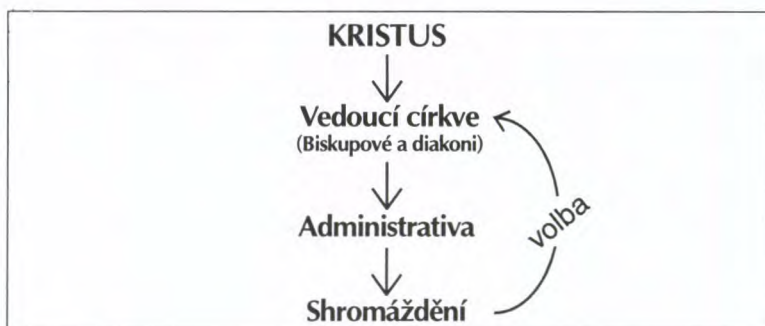 KRISTUS
Vedoucí církve
(Biskupové a diakoni)
Administrativa
volba
Shromáždění